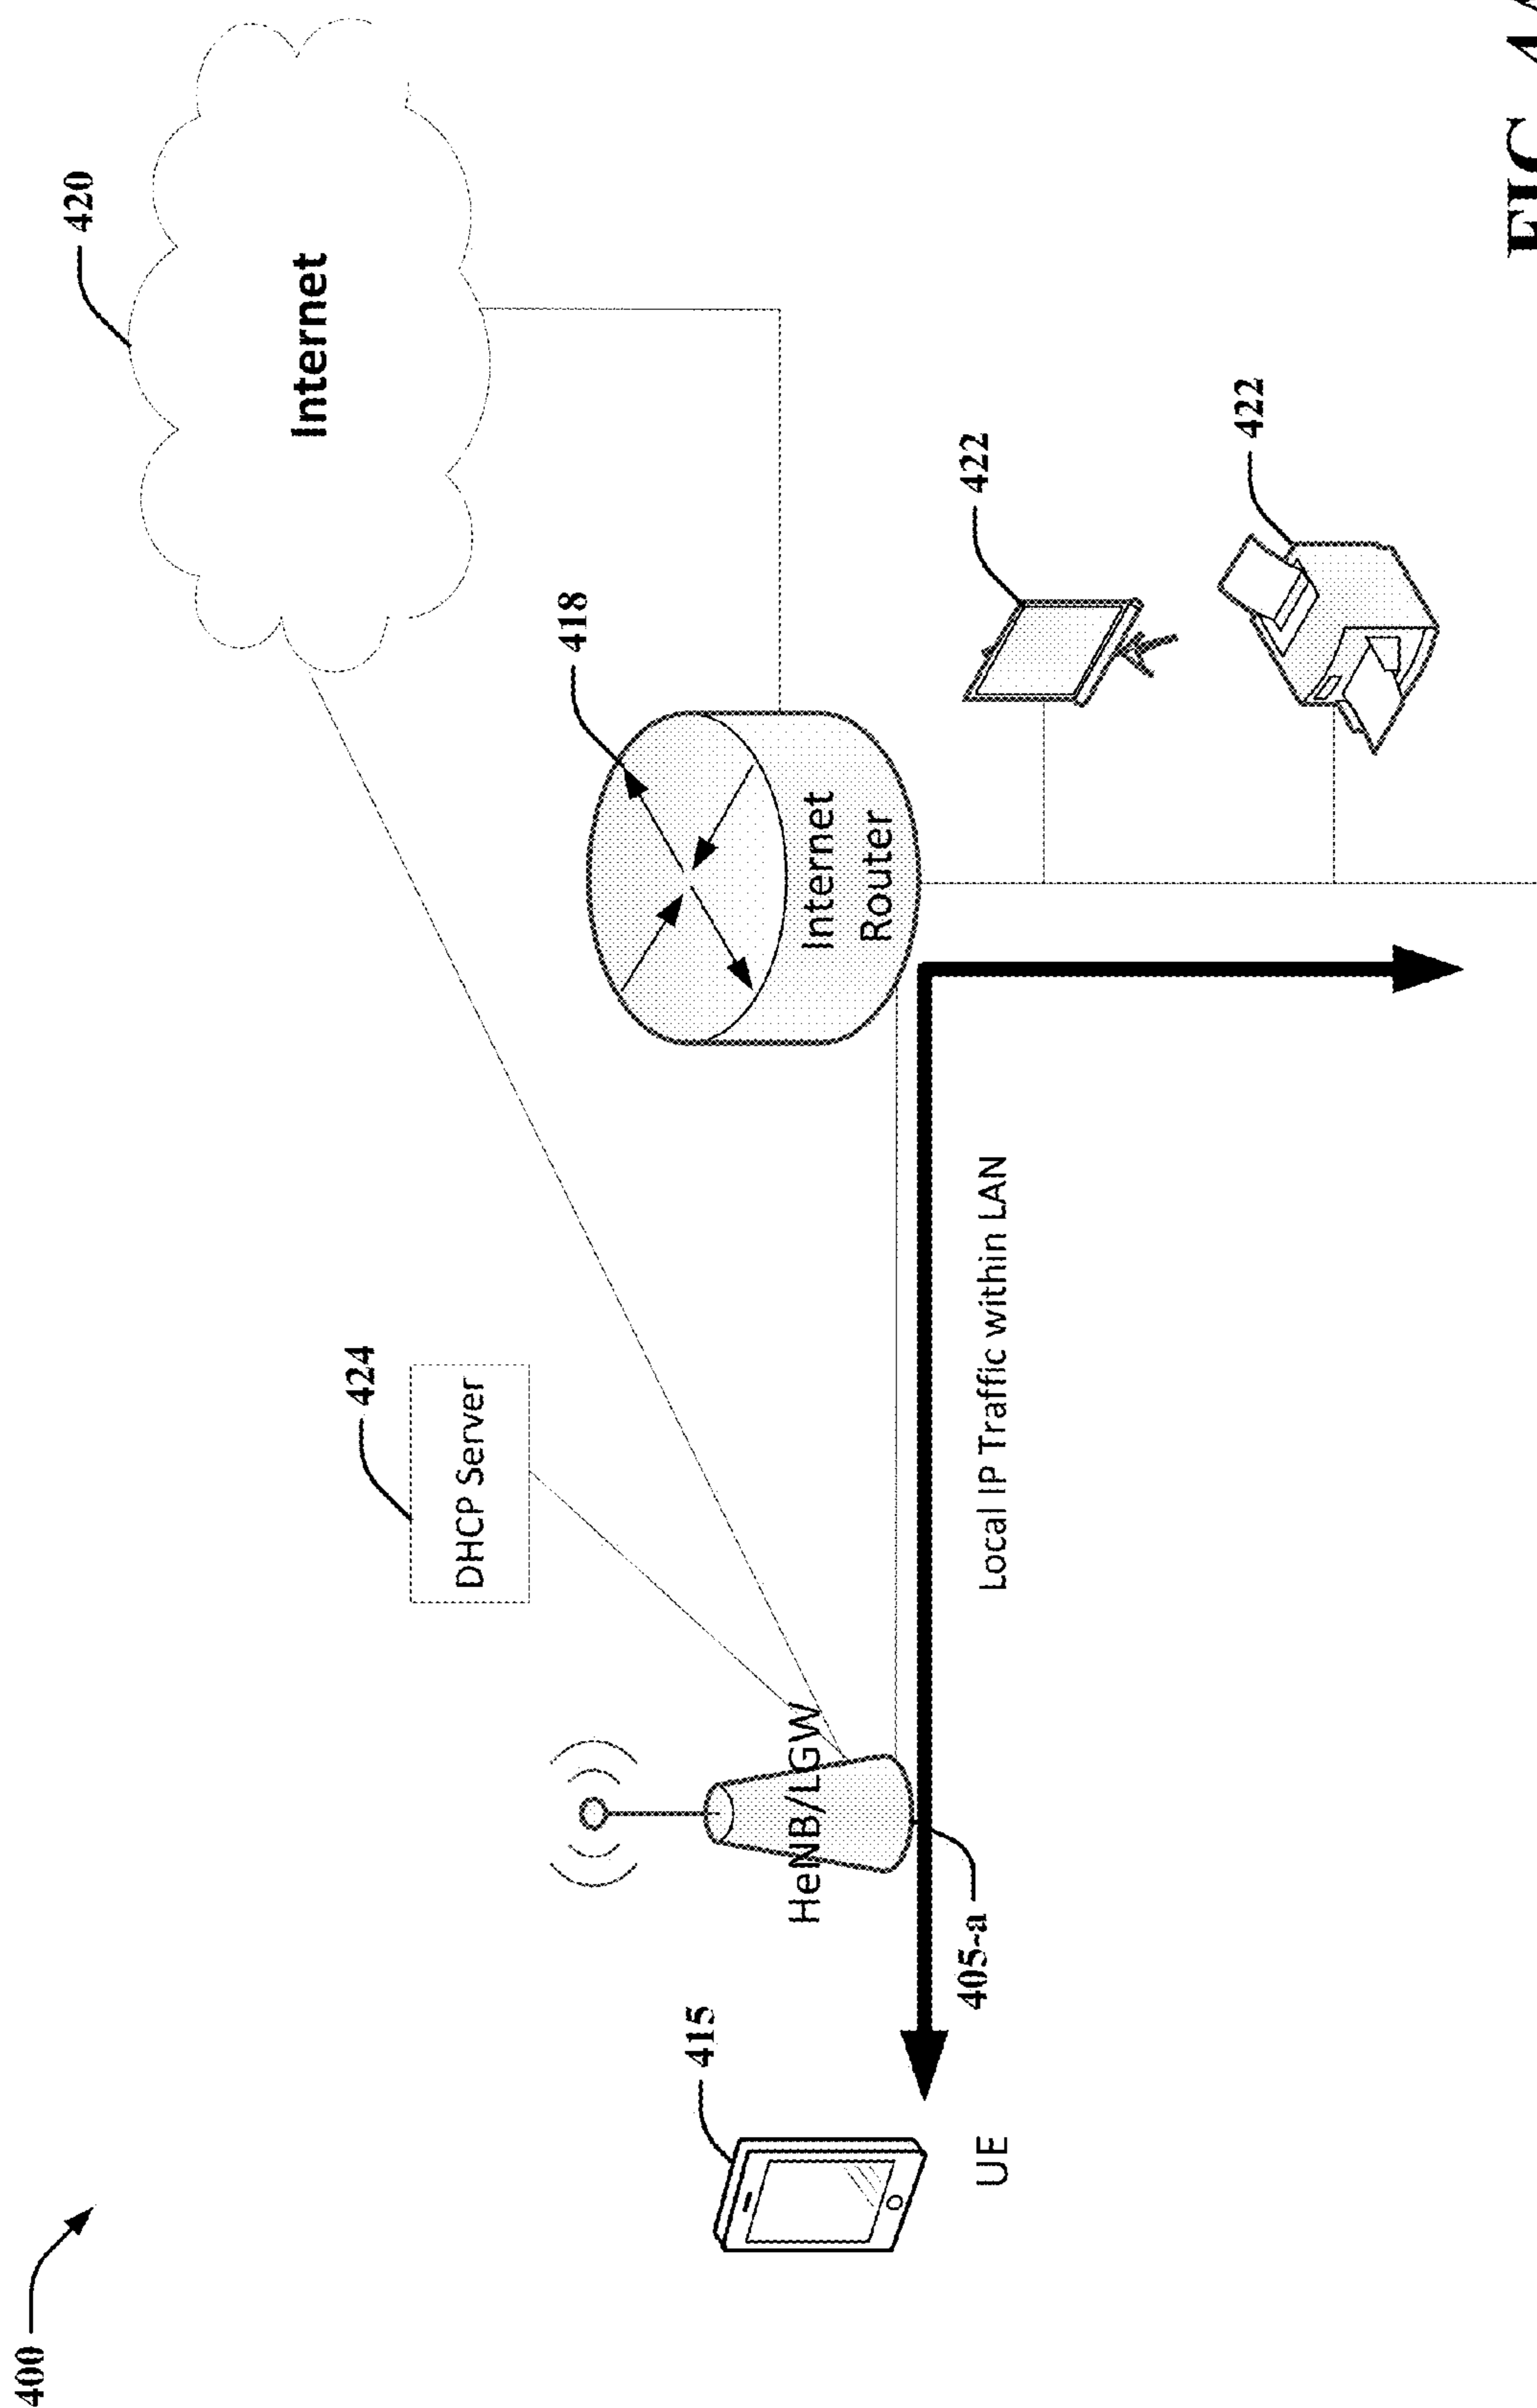 400
420
Internet
424
DHCP Server
418
Internet
Router
415
HeNB/LGW
422
405-a
UE
Local IP Traffic within LAN
422